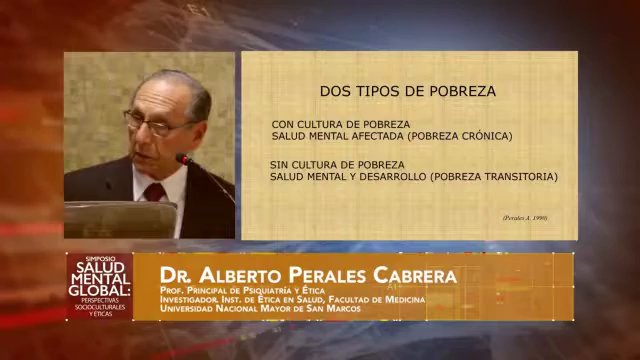 DOS TIPOS DE POBREZA
CON CULTURA DE POBREZA
SALUD MENTAL AFECTADA (POBREZA CRÓNICA)
SIN CULTURA DE POBREZA
SALUD MENTAL Y DESARROLLO (POBREZA TRANSITORIA)
(Perales A, 1990)
SIMPOSIO
SALUD
MENTAL
GLOBAL:
PERSPECTIVAS
SOCIOCULTURALES
Y ÉTICAS
DR. ALBERTO PERALES CABRERA
PROF. PRINCIPAL DE PSIQUIATRÍA Y ÉTICA
INVESTIGADOR. INST. DE ÉTICA EN SALUD, FACULTAD DE MEDICINA
UNIVERSIDAD NACIONAL MAYOR DE SAN MARCOS